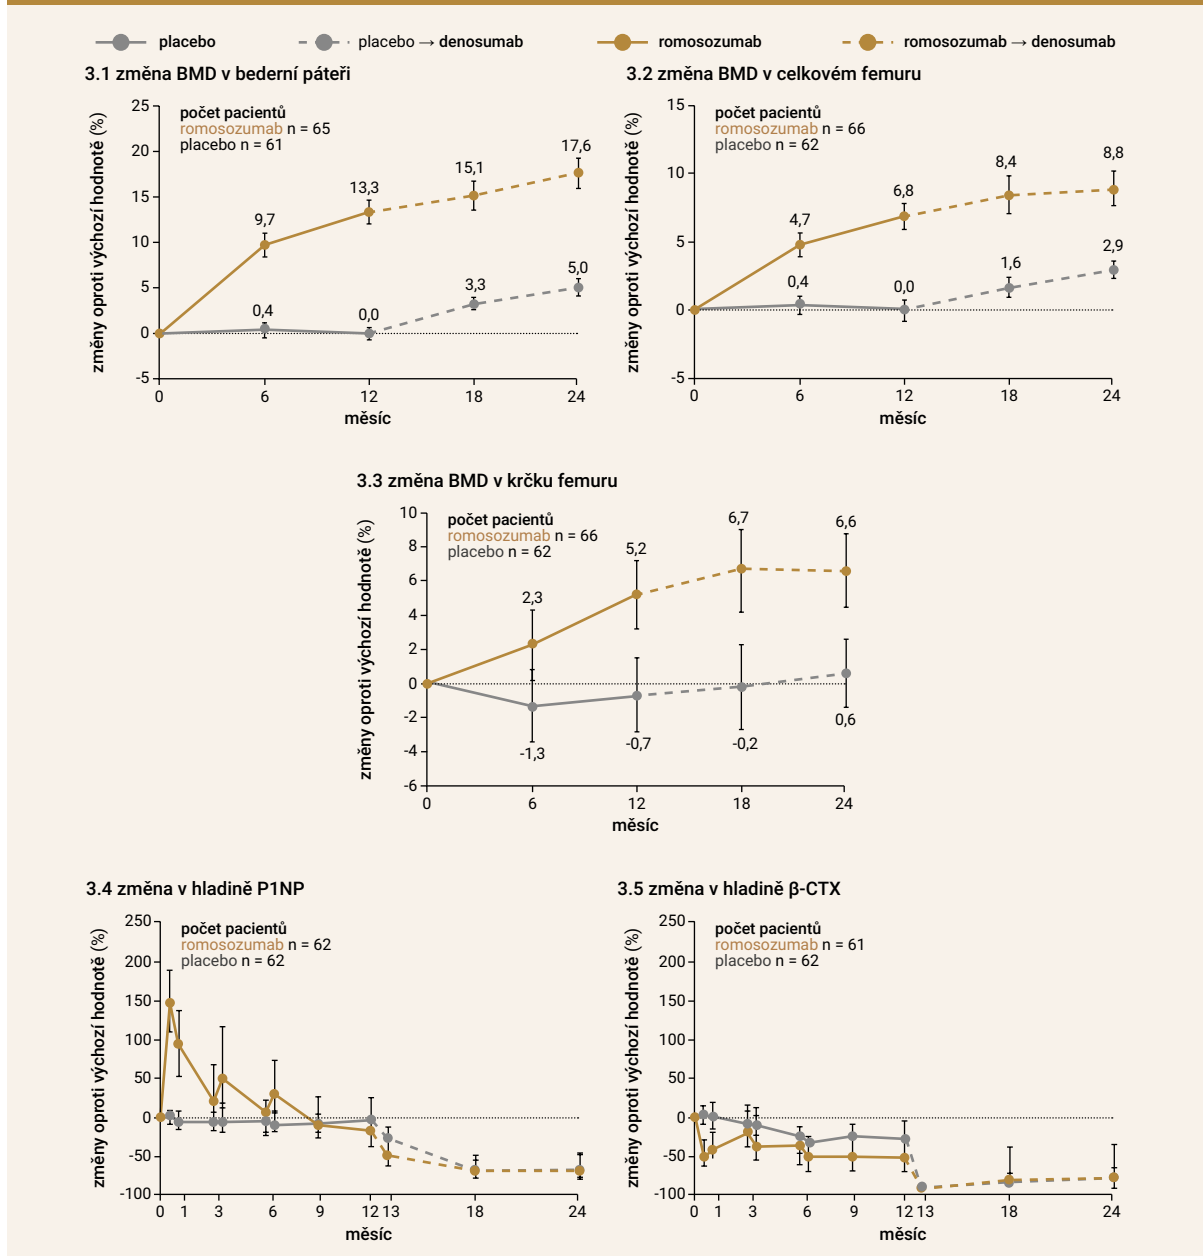 placebo
placebo → denosumab
romosozumab
romosozumab → denosumab
3.1 změna BMD v bederní páteři
změny oproti výchozí hodnotě (%)
25
20
15
10
5
0
-5
počet pacientů
romosozumab n = 65
placebo n = 61
9,7
13,3
15,1
17,6
0,4
0,0
3,3
5,0
0
6
12
18
24
měsíc
3.2 změna BMD v celkovém femuru
změny oproti výchozí hodnotě (%)
15
10
5
0
-5
počet pacientů
romosozumab n = 66
placebo n = 62
4,7
6,8
8,4
8,8
0,4
0,0
1,6
2,9
0
6
12
18
24
měsíc
3.3 změna BMD v krčku femuru
změny oproti výchozí hodnotě (%)
10
8
6
4
2
0
-2
-4
-6
počet pacientů
romosozumab n = 66
placebo n = 62
2,3
5,2
6,7
6,6
-1,3
-0,7
-0,2
0,6
0
6
12
18
24
měsíc
3.4 změna v hladině P1NP
změny oproti výchozí hodnotě (%)
250
200
150
100
50
0
-50
-100
počet pacientů
romosozumab n = 62
placebo n = 62
0
1
3
6
9
12
13
18
24
měsíc
3.5 změna v hladině β-CTX
změny oproti výchozí hodnotě (%)
250
200
150
100
50
0
-50
-100
počet pacientů
romosozumab n = 61
placebo n = 62
0
1
3
6
9
12
13
18
24
měsíc